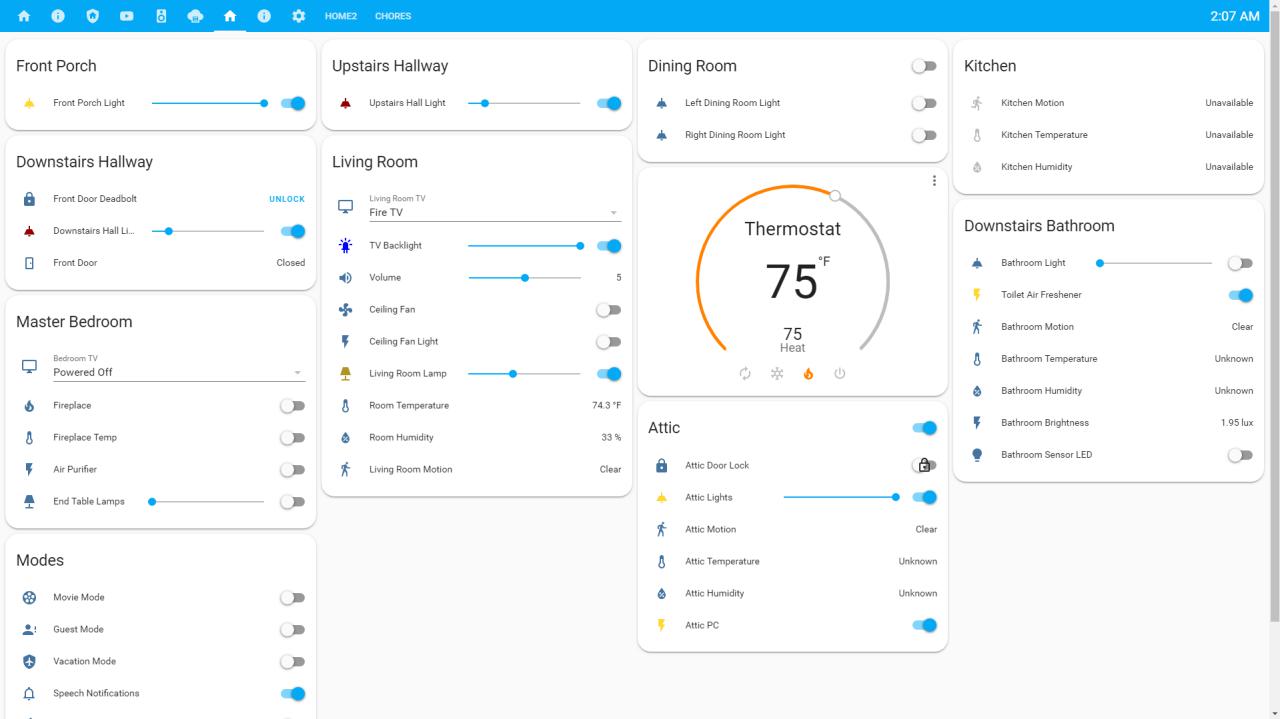 HOME2 CHORES 2:07 AM
Front Porch
Front Porch Light
Downstairs Hallway
Front Door Deadbolt UNLOCK
Downstairs Hall Li...
Front Door Closed
Master Bedroom
Bedroom TV
Powered Off
Fireplace
Fireplace Temp
Air Purifier
End Table Lamps
Modes
Movie Mode
Guest Mode
Vacation Mode
Speech Notifications
Upstairs Hallway
Upstairs Hall Light
Living Room
Living Room TV
Fire TV
TV Backlight
Volume 5
Ceiling Fan
Ceiling Fan Light
Living Room Lamp
Room Temperature 74.3 °F
Room Humidity 33 %
Living Room Motion Clear
Dining Room
Left Dining Room Light
Right Dining Room Light
Thermostat
75 °F
75
Heat
Attic
Attic Door Lock
Attic Lights
Attic Motion Clear
Attic Temperature Unknown
Attic Humidity Unknown
Attic PC
Kitchen
Kitchen Motion Unavailable
Kitchen Temperature Unavailable
Kitchen Humidity Unavailable
Downstairs Bathroom
Bathroom Light
Toilet Air Freshener
Bathroom Motion Clear
Bathroom Temperature Unknown
Bathroom Humidity Unknown
Bathroom Brightness 1.95 lux
Bathroom Sensor LED